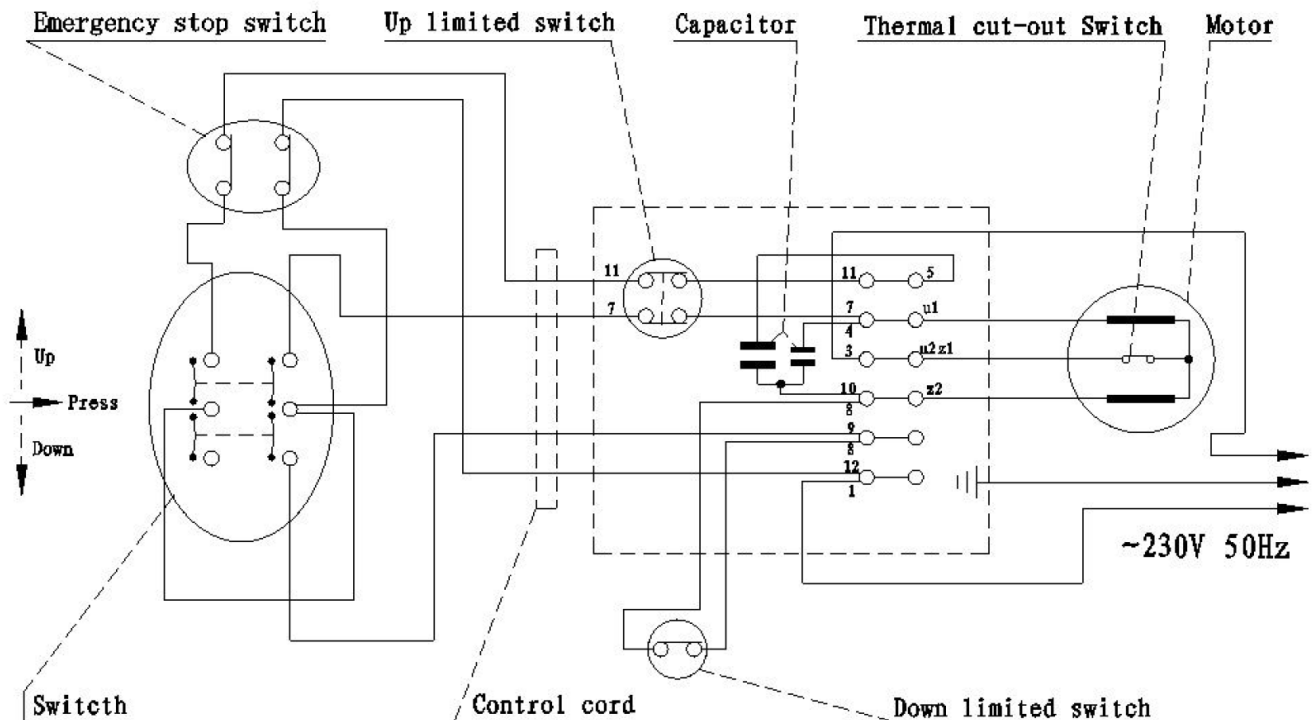 Emergency stop switch
Up limited switch
Capacitor
Thermal cut-out Switch
Motor
11
7
11
5
7
u1
4
3
u2z1
10
z2
8
9
8
12
1
Up
Press
Down
~230V 50Hz
Switcth
Control cord
Down limited switch